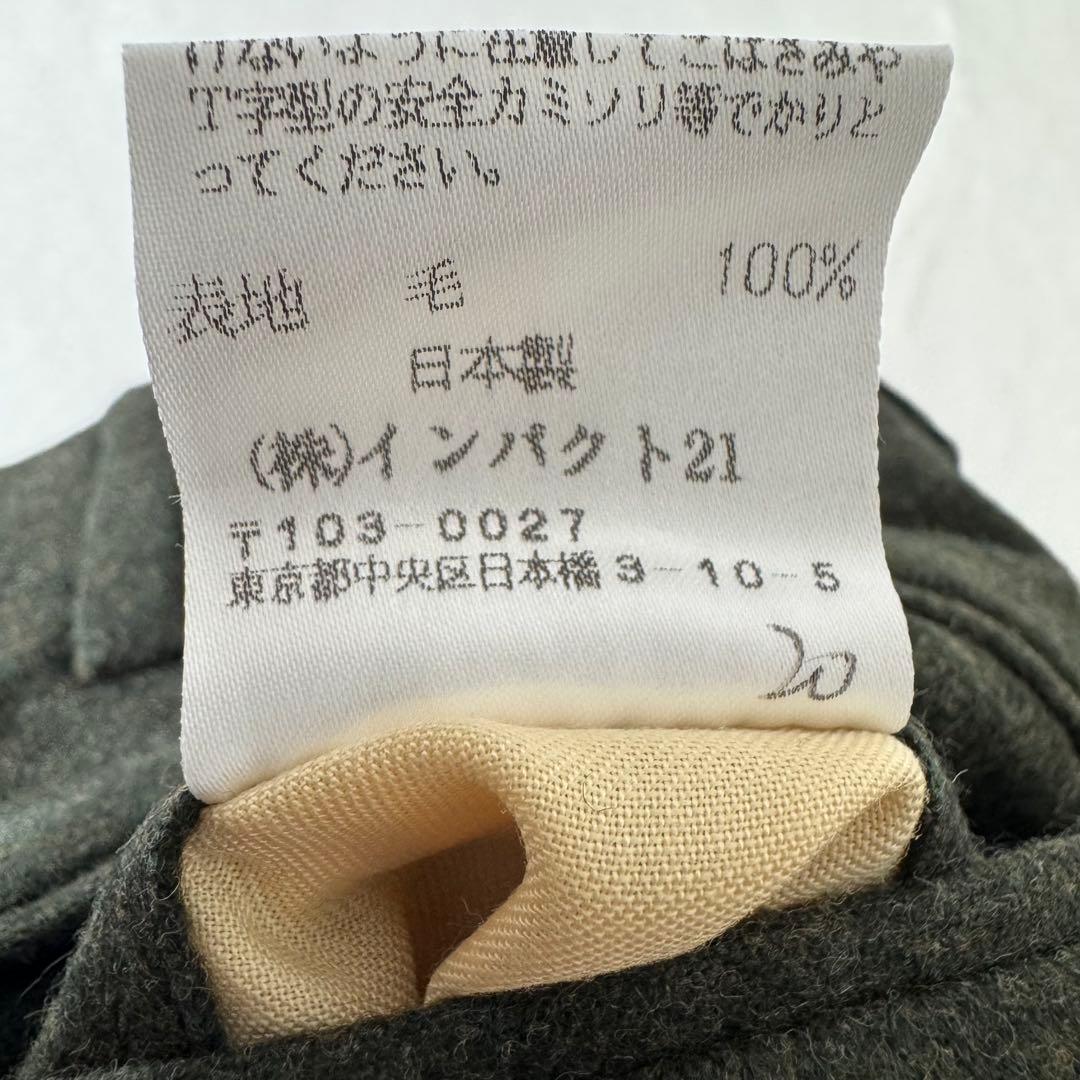 けないように注意してこはさみや
T字型の安全カミソリ等でかりと
ってください。
表地 毛 100%
日本製
(株)インパクト21
〒103-0027
東京都中央区日本橋3-10-5